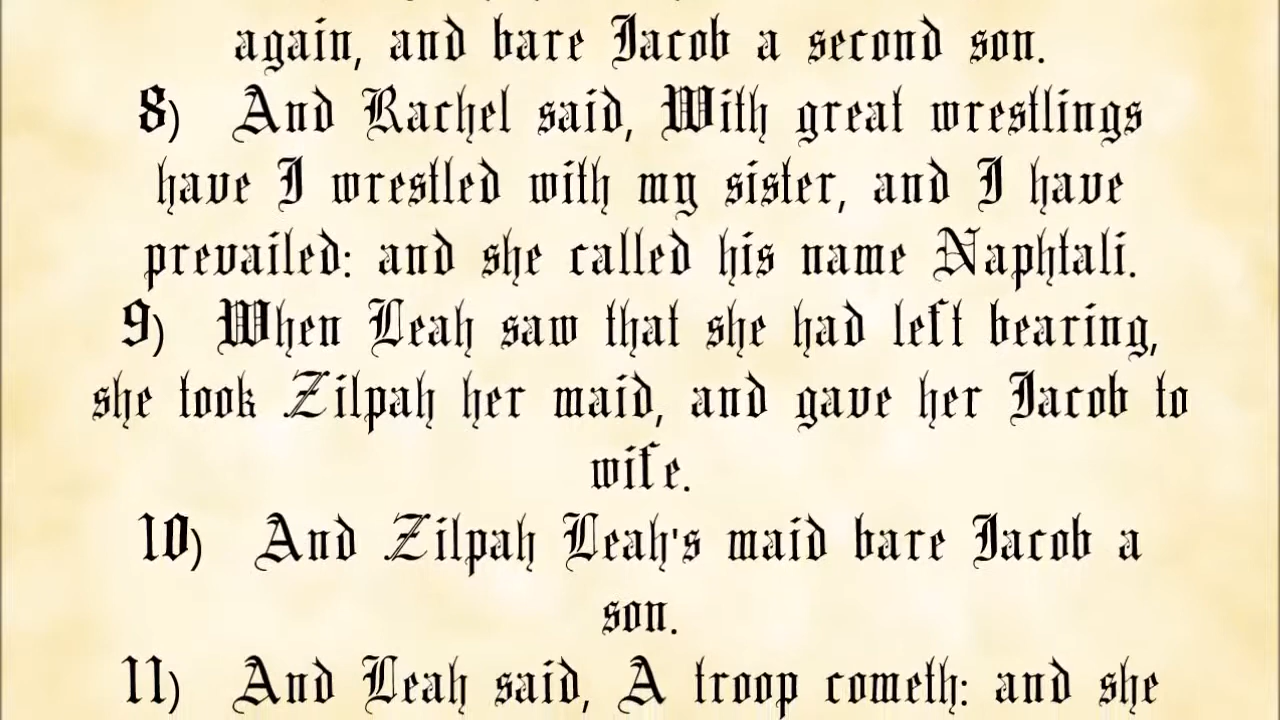 again, and bare Jacob a second son.
8) And Rachel said, With great wrestlings
have I wrestled with my sister, and I have
prevailed: and she called his name Naphtali.
9) When Leah saw that she had left bearing,
she took Zilpah her maid, and gave her Jacob to
wife.
10) And Zilpah Leah's maid bare Jacob a
son.
11) And Leah said, A troop cometh: and she